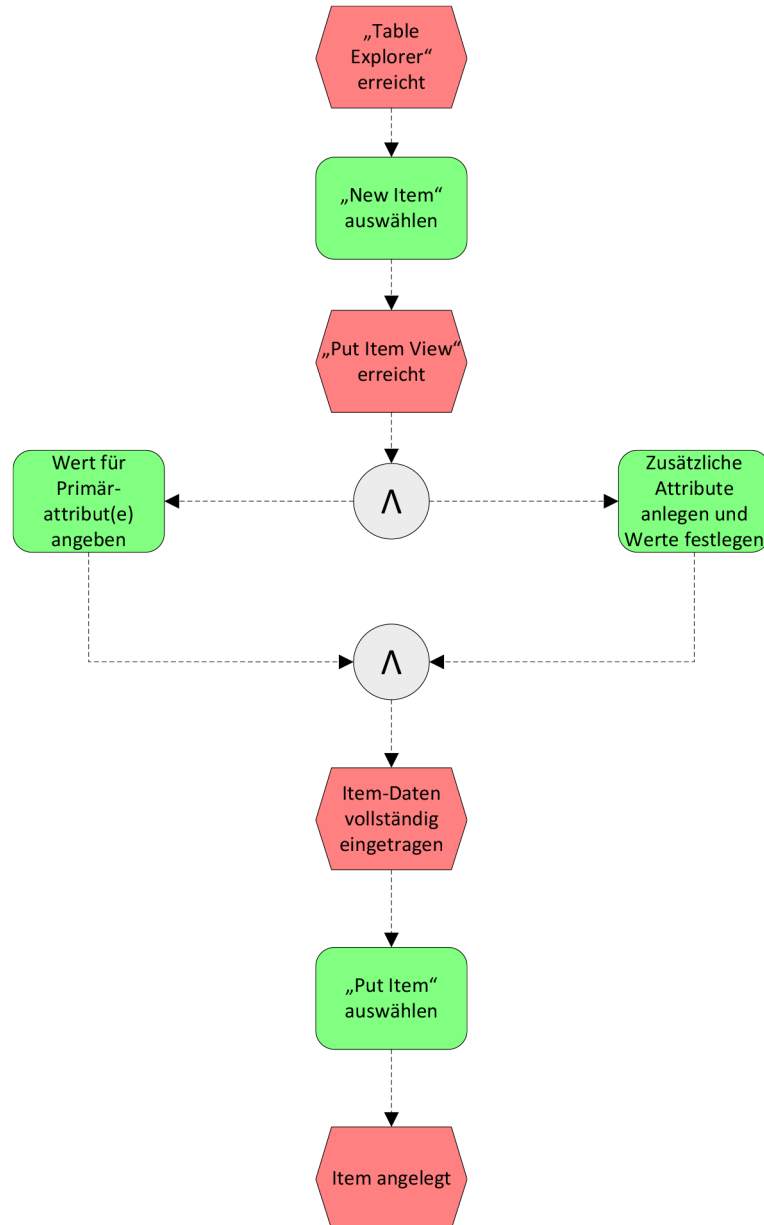 „Table
Explorer“
erreicht
„New Item“
auswählen
„Put Item View“
erreicht
Wert für
Primär-
attribut(e)
angeben
Λ
Zusätzliche
Attribute
anlegen und
Werte festlegen
Λ
Item-Daten
vollständig
eingetragen
„Put Item“
auswählen
Item angelegt